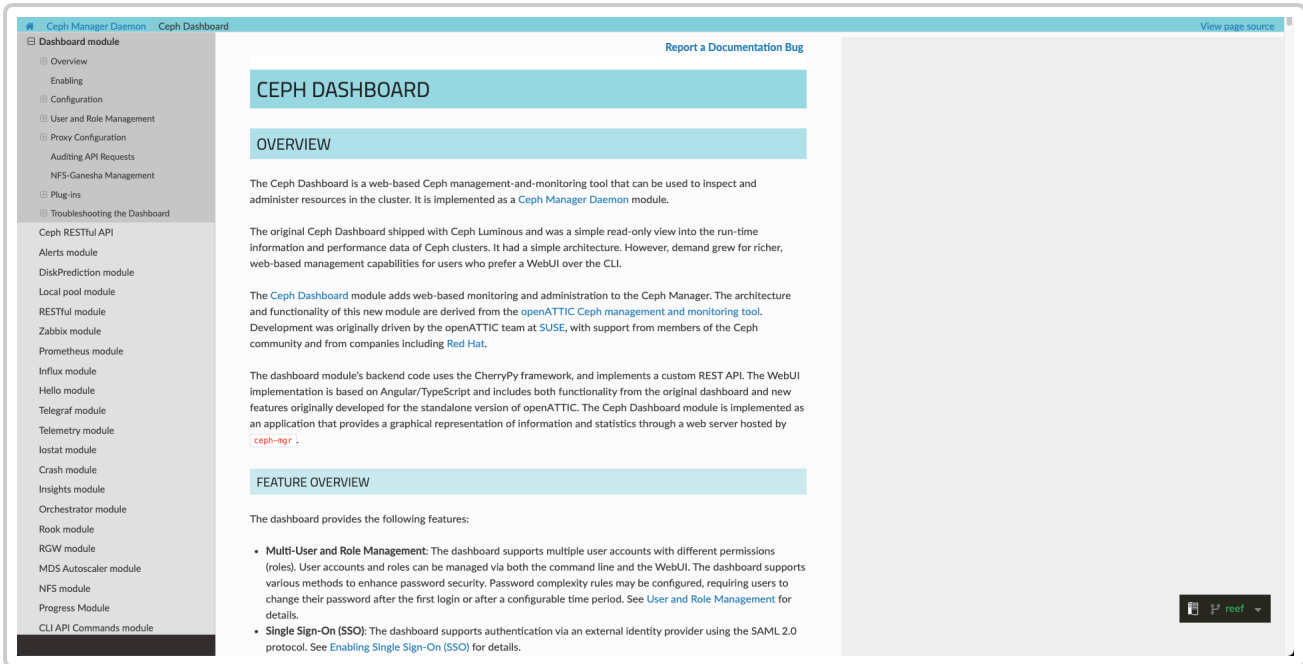 Ceph Manager Daemon Ceph Dashboard
View page source
Dashboard module
Overview
Enabling
Configuration
User and Role Management
Proxy Configuration
Auditing API Requests
NFS-Ganesha Management
Plug-ins
Troubleshooting the Dashboard
Ceph RESTful API
Alerts module
DiskPrediction module
Local pool module
RESTful module
Zabbix module
Prometheus module
Influx module
Hello module
Telegraf module
Telemetry module
Iostat module
Crash module
Insights module
Orchestrator module
Rook module
RGW module
MDS Autoscaler module
NFS module
Progress Module
CLI API Commands module
Report a Documentation Bug
CEPH DASHBOARD
OVERVIEW
The Ceph Dashboard is a web-based Ceph management-and-monitoring tool that can be used to inspect and
administer resources in the cluster. It is implemented as a Ceph Manager Daemon module.
The original Ceph Dashboard shipped with Ceph Luminous and was a simple read-only view into the run-time
information and performance data of Ceph clusters. It had a simple architecture. However, demand grew for richer,
web-based management capabilities for users who prefer a WebUI over the CLI.
The Ceph Dashboard module adds web-based monitoring and administration to the Ceph Manager. The architecture
and functionality of this new module are derived from the openATTIC Ceph management and monitoring tool.
Development was originally driven by the openATTIC team at SUSE, with support from members of the Ceph
community and from companies including Red Hat.
The dashboard module's backend code uses the CherryPy framework, and implements a custom REST API. The WebUI
implementation is based on Angular/TypeScript and includes both functionality from the original dashboard and new
features originally developed for the standalone version of openATTIC. The Ceph Dashboard module is implemented as
an application that provides a graphical representation of information and statistics through a web server hosted by
ceph-mgr.
FEATURE OVERVIEW
The dashboard provides the following features:
• Multi-User and Role Management: The dashboard supports multiple user accounts with different permissions
(roles). User accounts and roles can be managed via both the command line and the WebUI. The dashboard supports
various methods to enhance password security. Password complexity rules may be configured, requiring users to
change their password after the first login or after a configurable time period. See User and Role Management for
details.
• Single Sign-On (SSO): The dashboard supports authentication via an external identity provider using the SAML 2.0
protocol. See Enabling Single Sign-On (SSO) for details.
reef